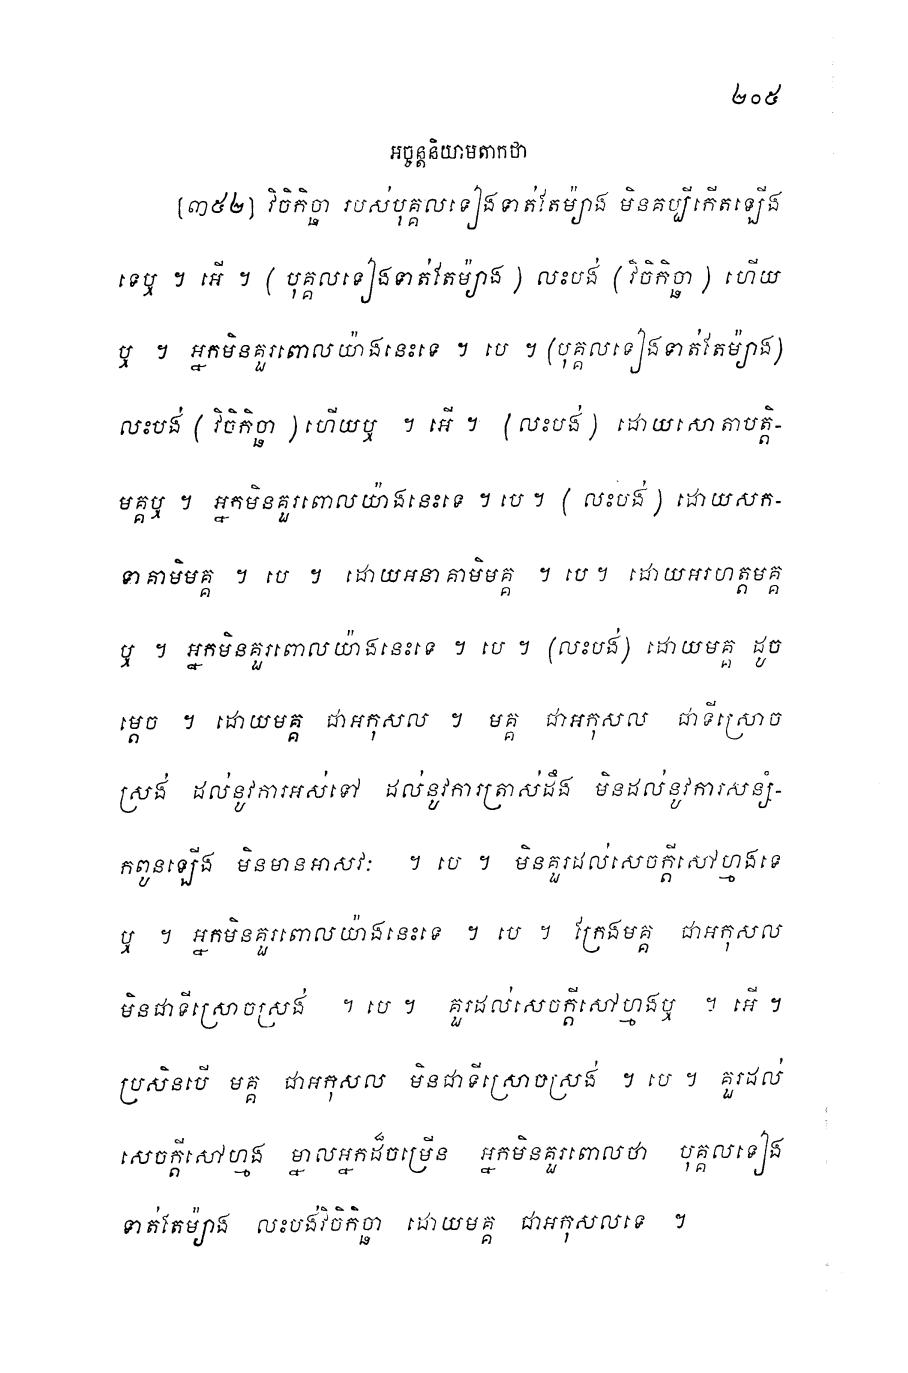 ២០៥
អច្ចន្តនិយាមតាកថា
[៣៥២] វិចិកិច្ឆា របស់បុគ្គលទៀងទាត់តែម៉្យាង មិនគប្បីកើតឡើង
ទេឬ ។ អើ ។ ( បុគ្គលទៀងទាត់តែម៉្យាង ) លះបង់ ( វិចិកិច្ឆា ) ហើយ
ឬ ។ អ្នកមិនគួរពោលយ៉ាងនេះទេ ។ បេ ។ (បុគ្គលទៀងទាត់តែម៉្យាង)
លះបង់ ( វិចិកិច្ឆា ) ហើយឬ ។ អើ ។ ( លះបង់ ) ដោយសោតាបត្តិ-
មគ្គឬ ។ អ្នកមិនគួរពោលយ៉ាងនេះទេ ។ បេ ។ ( លះបង់ ) ដោយសក-
ទាគាមិមគ្គ ។ បេ ។ ដោយអនាគាមិមគ្គ ។ បេ ។ ដោយអរហត្តមគ្គ
ឬ ។ អ្នកមិនគួរពោលយ៉ាងនេះទេ ។ បេ ។ (លះបង់) ដោយមគ្គ ដូច
ម្តេច ។ ដោយមគ្គ ជាអកុសល ។ មគ្គ ជាអកុសល ជាទីស្រោច
ស្រង់ ដល់នូវការអស់ទៅ ដល់នូវការត្រាស់ដឹង មិនដល់នូវការសន្សំ-
កពូនឡើង មិនមានអាសវៈ ។ បេ ។ មិនគួរដល់សេចក្តីសៅហ្មងទេ
ឬ ។ អ្នកមិនគួរពោលយ៉ាងនេះទេ ។ បេ ។ ក្រែងមគ្គ ជាអកុសល
មិនជាទីស្រោចស្រង់ ។ បេ ។ គួរដល់សេចក្តីសៅហ្មងឬ ។ អើ ។
ប្រសិនបើ មគ្គ ជាអកុសល មិនជាទីស្រោចស្រង់ ។ បេ ។ គួរដល់
សេចក្តីសៅហ្មង ម្នាលអ្នកដ៏ចម្រើន អ្នកមិនគួរពោលថា បុគ្គលទៀង
ទាត់តែម៉្យាង លះបង់វិចិកិច្ឆា ដោយមគ្គ ជាអកុសលទេ ។